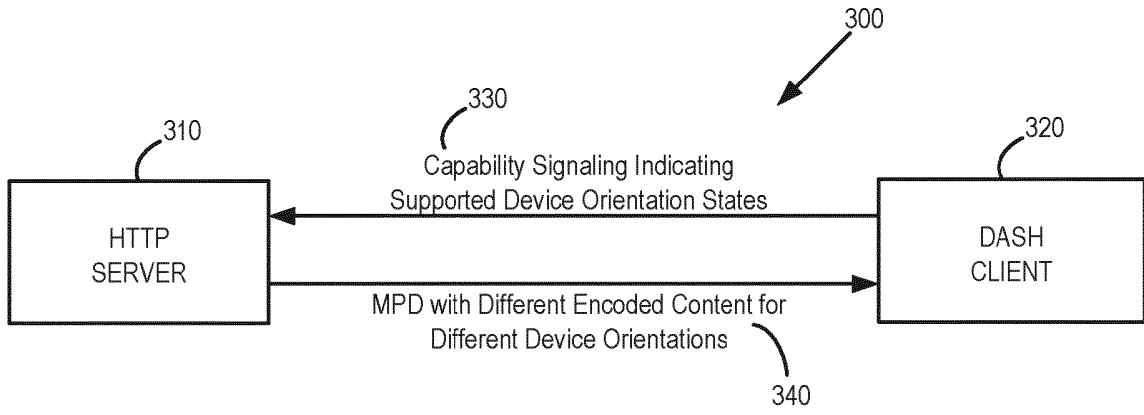 300
330
310
320
Capability Signaling Indicating
Supported Device Orientation States
HTTP
SERVER
DASH
CLIENT
MPD with Different Encoded Content for
Different Device Orientations
340